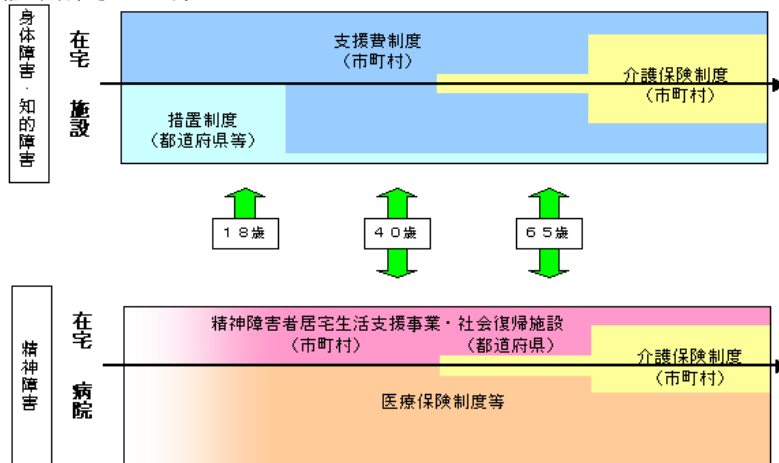 身体障害・知的障害
在宅
施設
支援費制度
（市町村）
介護保険制度
（市町村）
措置制度
（都道府県等）
１８歳
４０歳
６５歳
精神障害
在宅
病院
精神障害者居宅生活支援事業・社会復帰施設
（市町村）
（都道府県）
介護保険制度
（市町村）
医療保険制度等